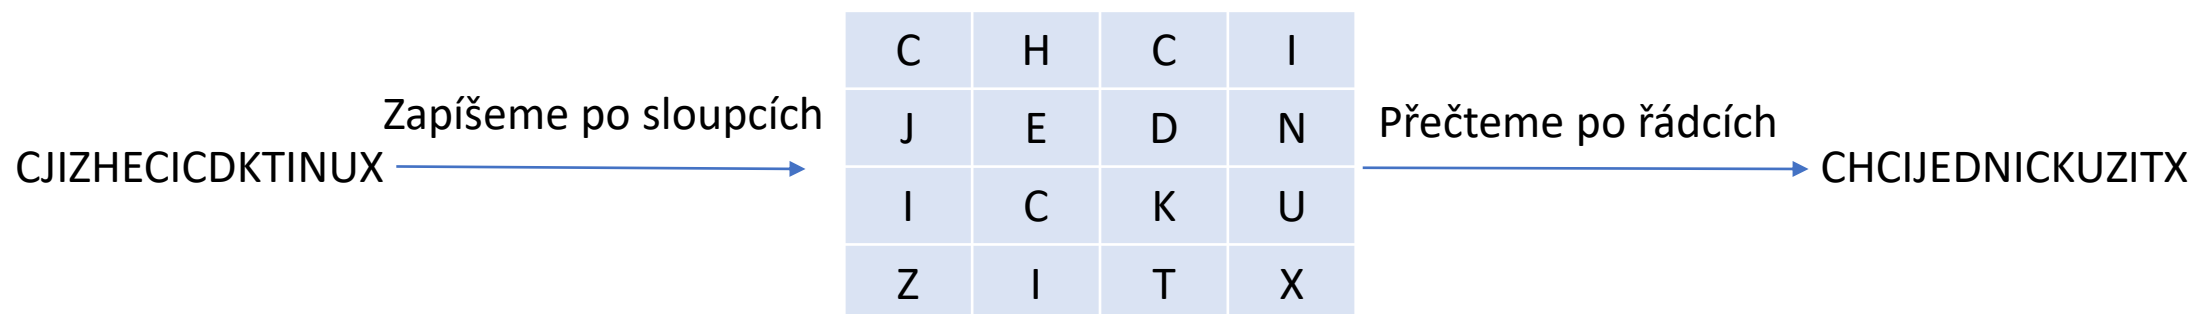 CJIZHECICDKTINUX
Zapíšeme po sloupcích
C H C I
J E D N
I C K U
Z I T X
Přečteme po řádcích
CHCIJEDNICKUZITX